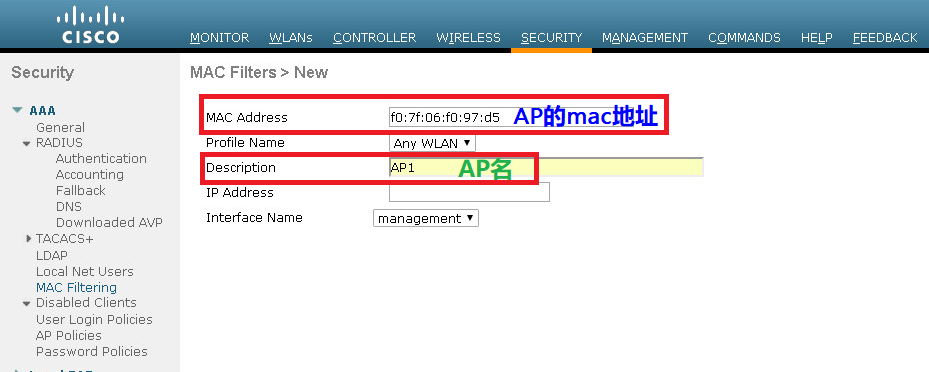 CISCO
MONITOR WLANs CONTROLLER WIRELESS SECURITY MANAGEMENT COMMANDS HELP FEEDBACK
Security
AAA
General
RADIUS
Authentication
Accounting
Fallback
DNS
Downloaded AVP
TACACS+
LDAP
Local Net Users
MAC Filtering
Disabled Clients
User Login Policies
AP Policies
Password Policies
MAC Filters > New
MAC Address f0:7f:06:f0:97:d5 AP的mac地址
Profile Name Any WLAN
Description AP1 AP名
IP Address
Interface Name management